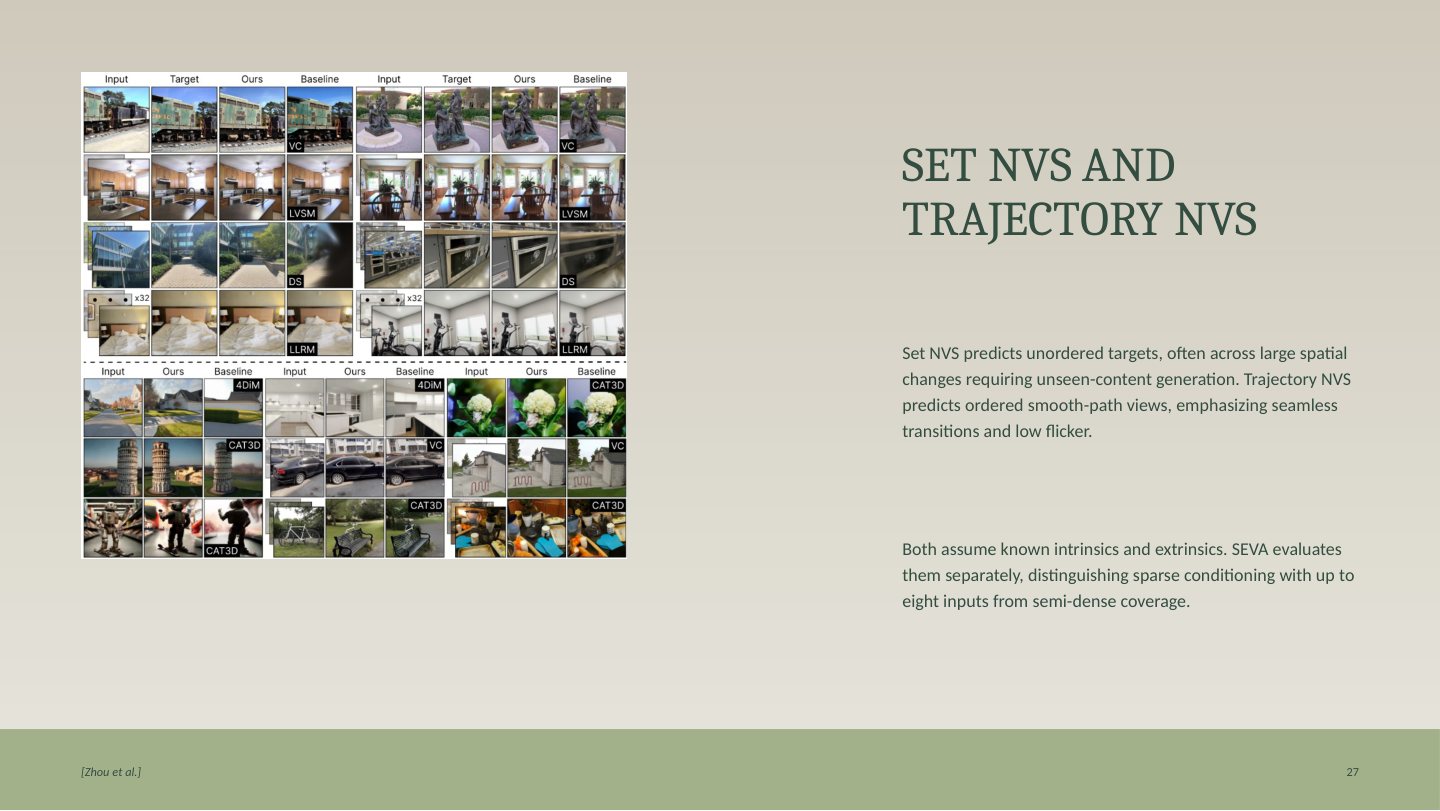 Input Target Ours Baseline Input Target Ours Baseline
VC VC
LVSM LVSM
DS DS
x32 x32
LLRM LLRM
Input Ours Baseline Input Ours Baseline Input Ours Baseline
4DiM 4DiM CAT3D
CAT3D VC VC
CAT3D CAT3D CAT3D
SET NVS AND
TRAJECTORY NVS
Set NVS predicts unordered targets, often across large spatial
changes requiring unseen-content generation. Trajectory NVS
predicts ordered smooth-path views, emphasizing seamless
transitions and low flicker.
Both assume known intrinsics and extrinsics. SEVA evaluates
them separately, distinguishing sparse conditioning with up to
eight inputs from semi-dense coverage.
[Zhou et al.]
27